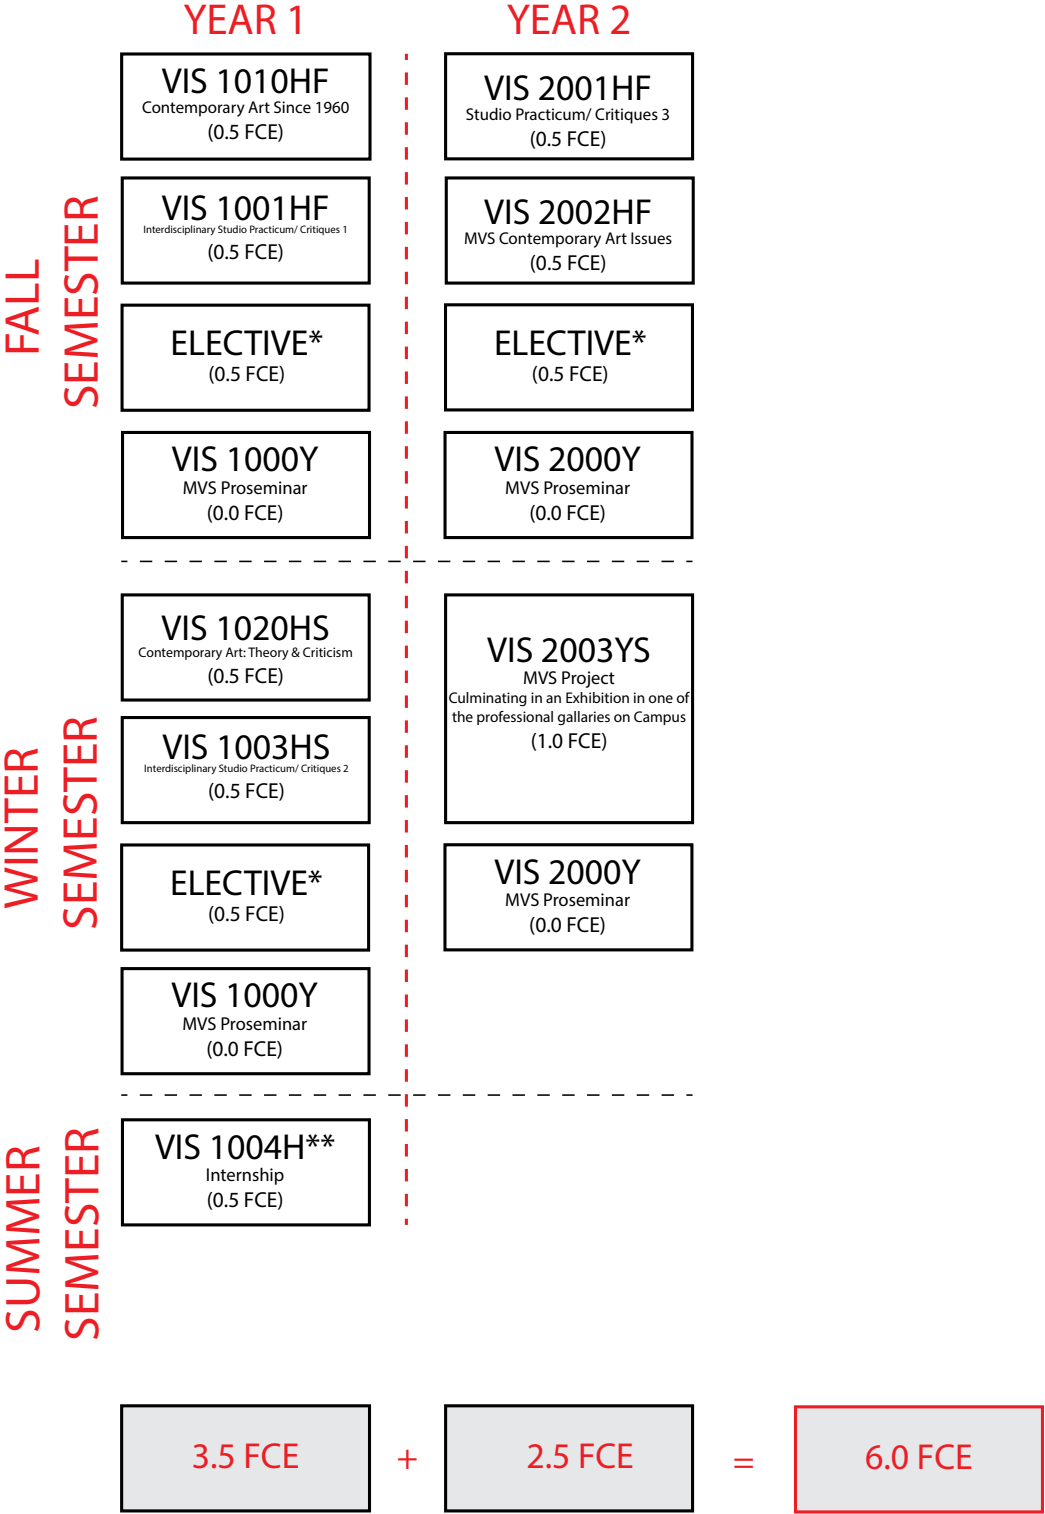 YEAR 1
YEAR 2
FALL
SEMESTER
VIS 1010HF
Contemporary Art Since 1960
(0.5 FCE)
VIS 2001HF
Studio Practicum/ Critiques 3
(0.5 FCE)
VIS 1001HF
Interdisciplinary Studio Practicum/ Critiques 1
(0.5 FCE)
VIS 2002HF
MVS Contemporary Art Issues
(0.5 FCE)
ELECTIVE*
(0.5 FCE)
ELECTIVE*
(0.5 FCE)
VIS 1000Y
MVS Proseminar
(0.0 FCE)
VIS 2000Y
MVS Proseminar
(0.0 FCE)
WINTER
SEMESTER
VIS 1020HS
Contemporary Art: Theory & Criticism
(0.5 FCE)
VIS 2003YS
MVS Project
Culminating in an Exhibition in one of
the professional gallaries on Campus
(1.0 FCE)
VIS 1003HS
Interdisciplinary Studio Practicum/ Critiques 2
(0.5 FCE)
ELECTIVE*
(0.5 FCE)
VIS 2000Y
MVS Proseminar
(0.0 FCE)
VIS 1000Y
MVS Proseminar
(0.0 FCE)
SUMMER
SEMESTER
VIS 1004H**
Internship
(0.5 FCE)
3.5 FCE + 2.5 FCE = 6.0 FCE